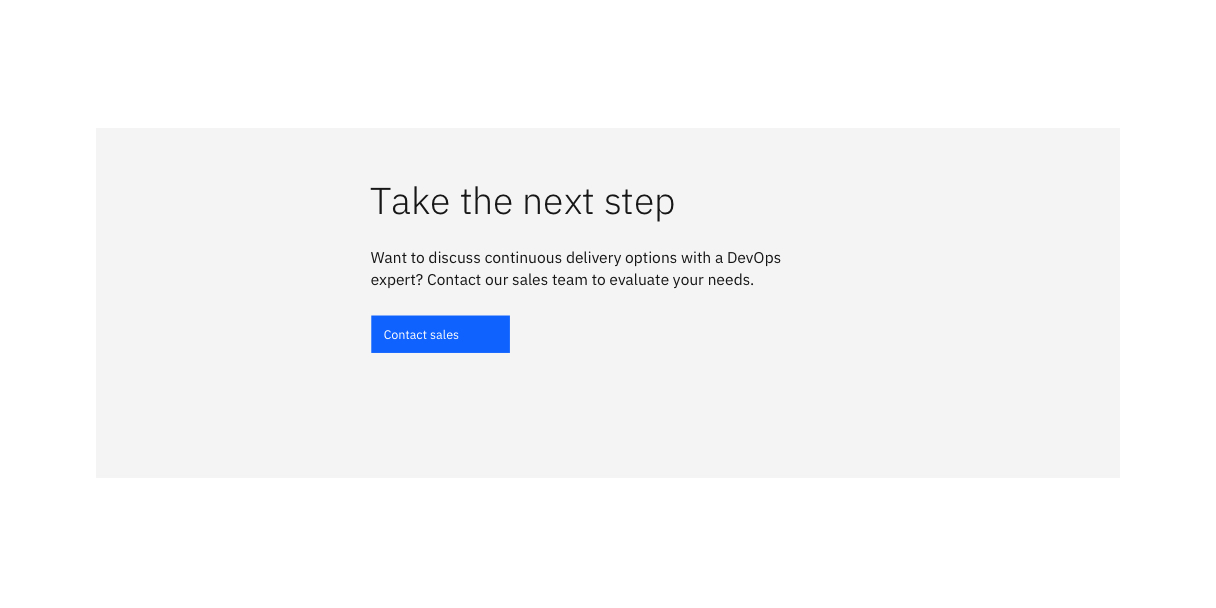 Take the next step
Want to discuss continuous delivery options with a DevOps
expert? Contact our sales team to evaluate your needs.
Contact sales